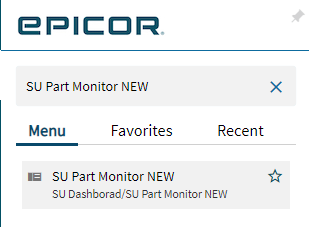 EPICOR
SU Part Monitor NEW
Menu Favorites Recent
SU Part Monitor NEW
SU Dashborad/SU Part Monitor NEW